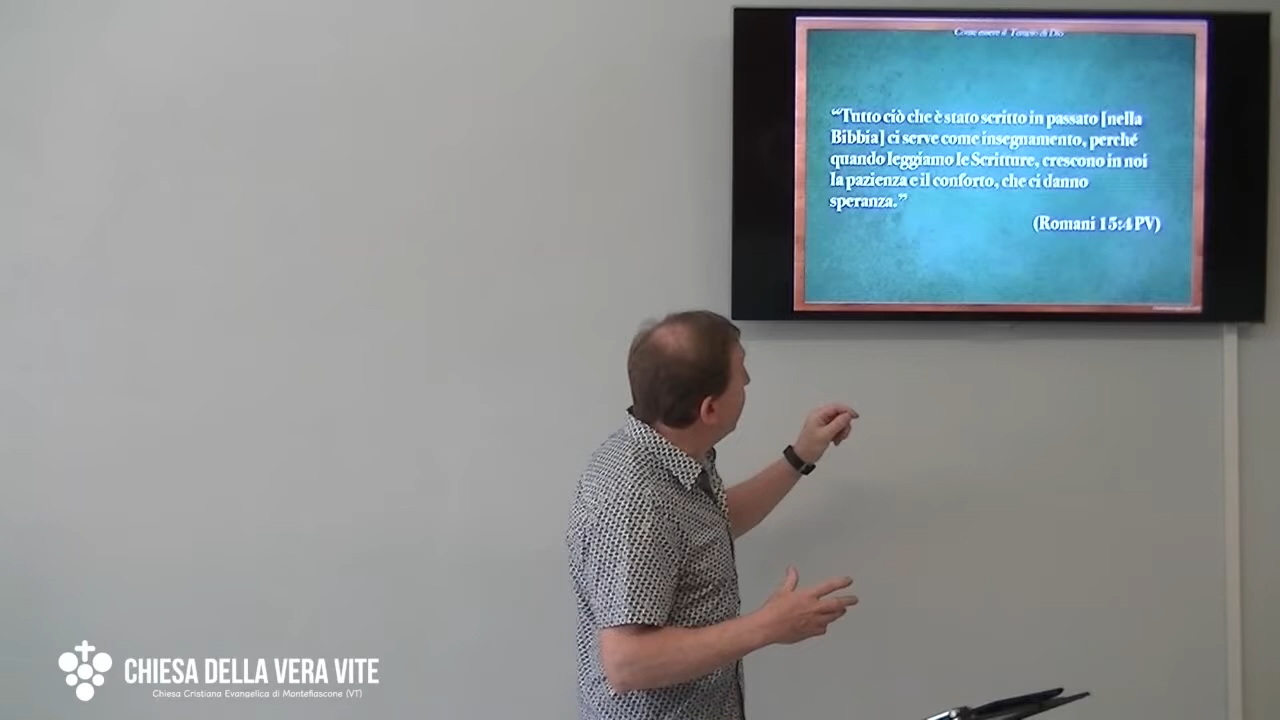 Come essere il Tesoro di Dio
“Tutto ciò che è stato scritto in passato [nella
Bibbia] ci serve come insegnamento, perché
quando leggiamo le Scritture, crescono in noi
la pazienza e il conforto, che ci danno
speranza.”
(Romani 15:4 PV)
CHIESA DELLA VERA VITE
Chiesa Cristiana Evangelica di Montefiascone (VT)